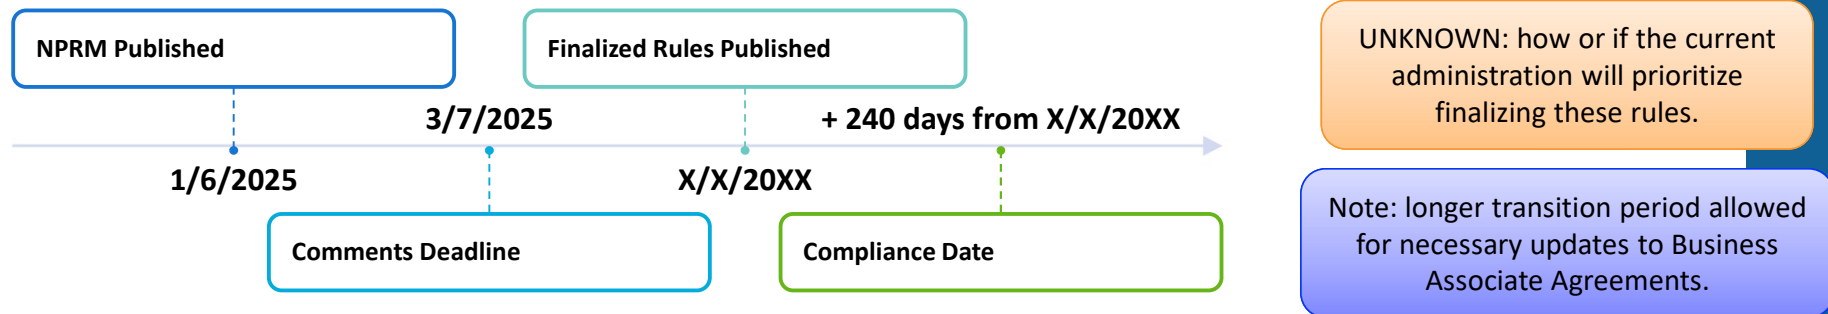 NPRM Published
Finalized Rules Published
3/7/2025
+ 240 days from X/X/20XX
1/6/2025
X/X/20XX
Comments Deadline
Compliance Date
UNKNOWN: how or if the current
administration will prioritize
finalizing these rules.
Note: longer transition period allowed
for necessary updates to Business
Associate Agreements.